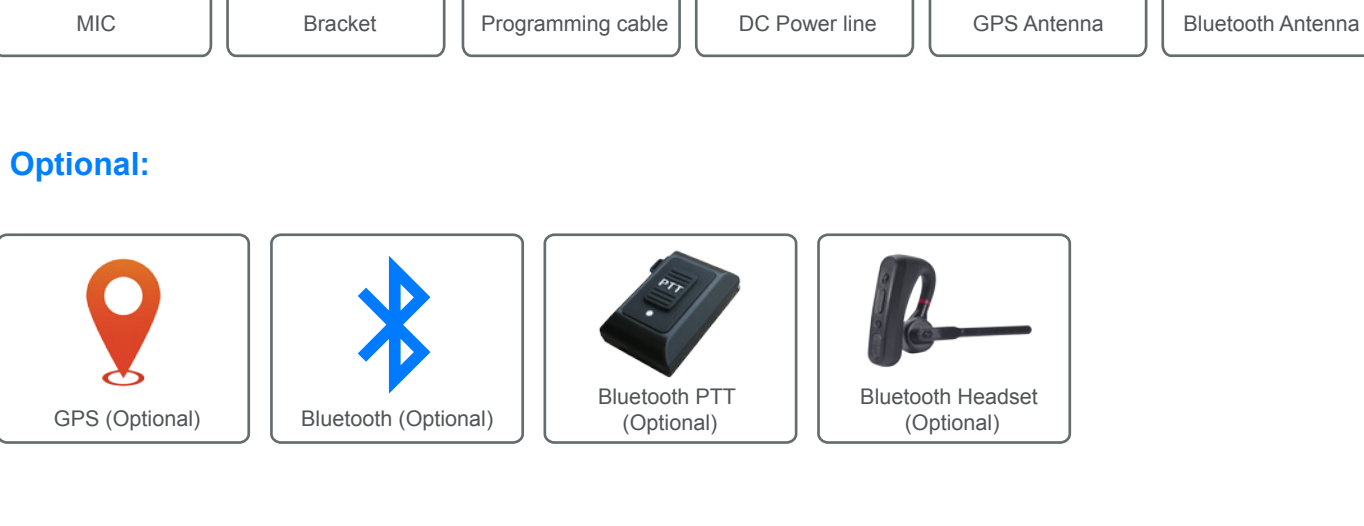 MIC
Bracket
Programming cable
DC Power line
GPS Antenna
Bluetooth Antenna
Optional:
GPS (Optional)
Bluetooth (Optional)
PTT
Bluetooth PTT
(Optional)
Bluetooth Headset
(Optional)